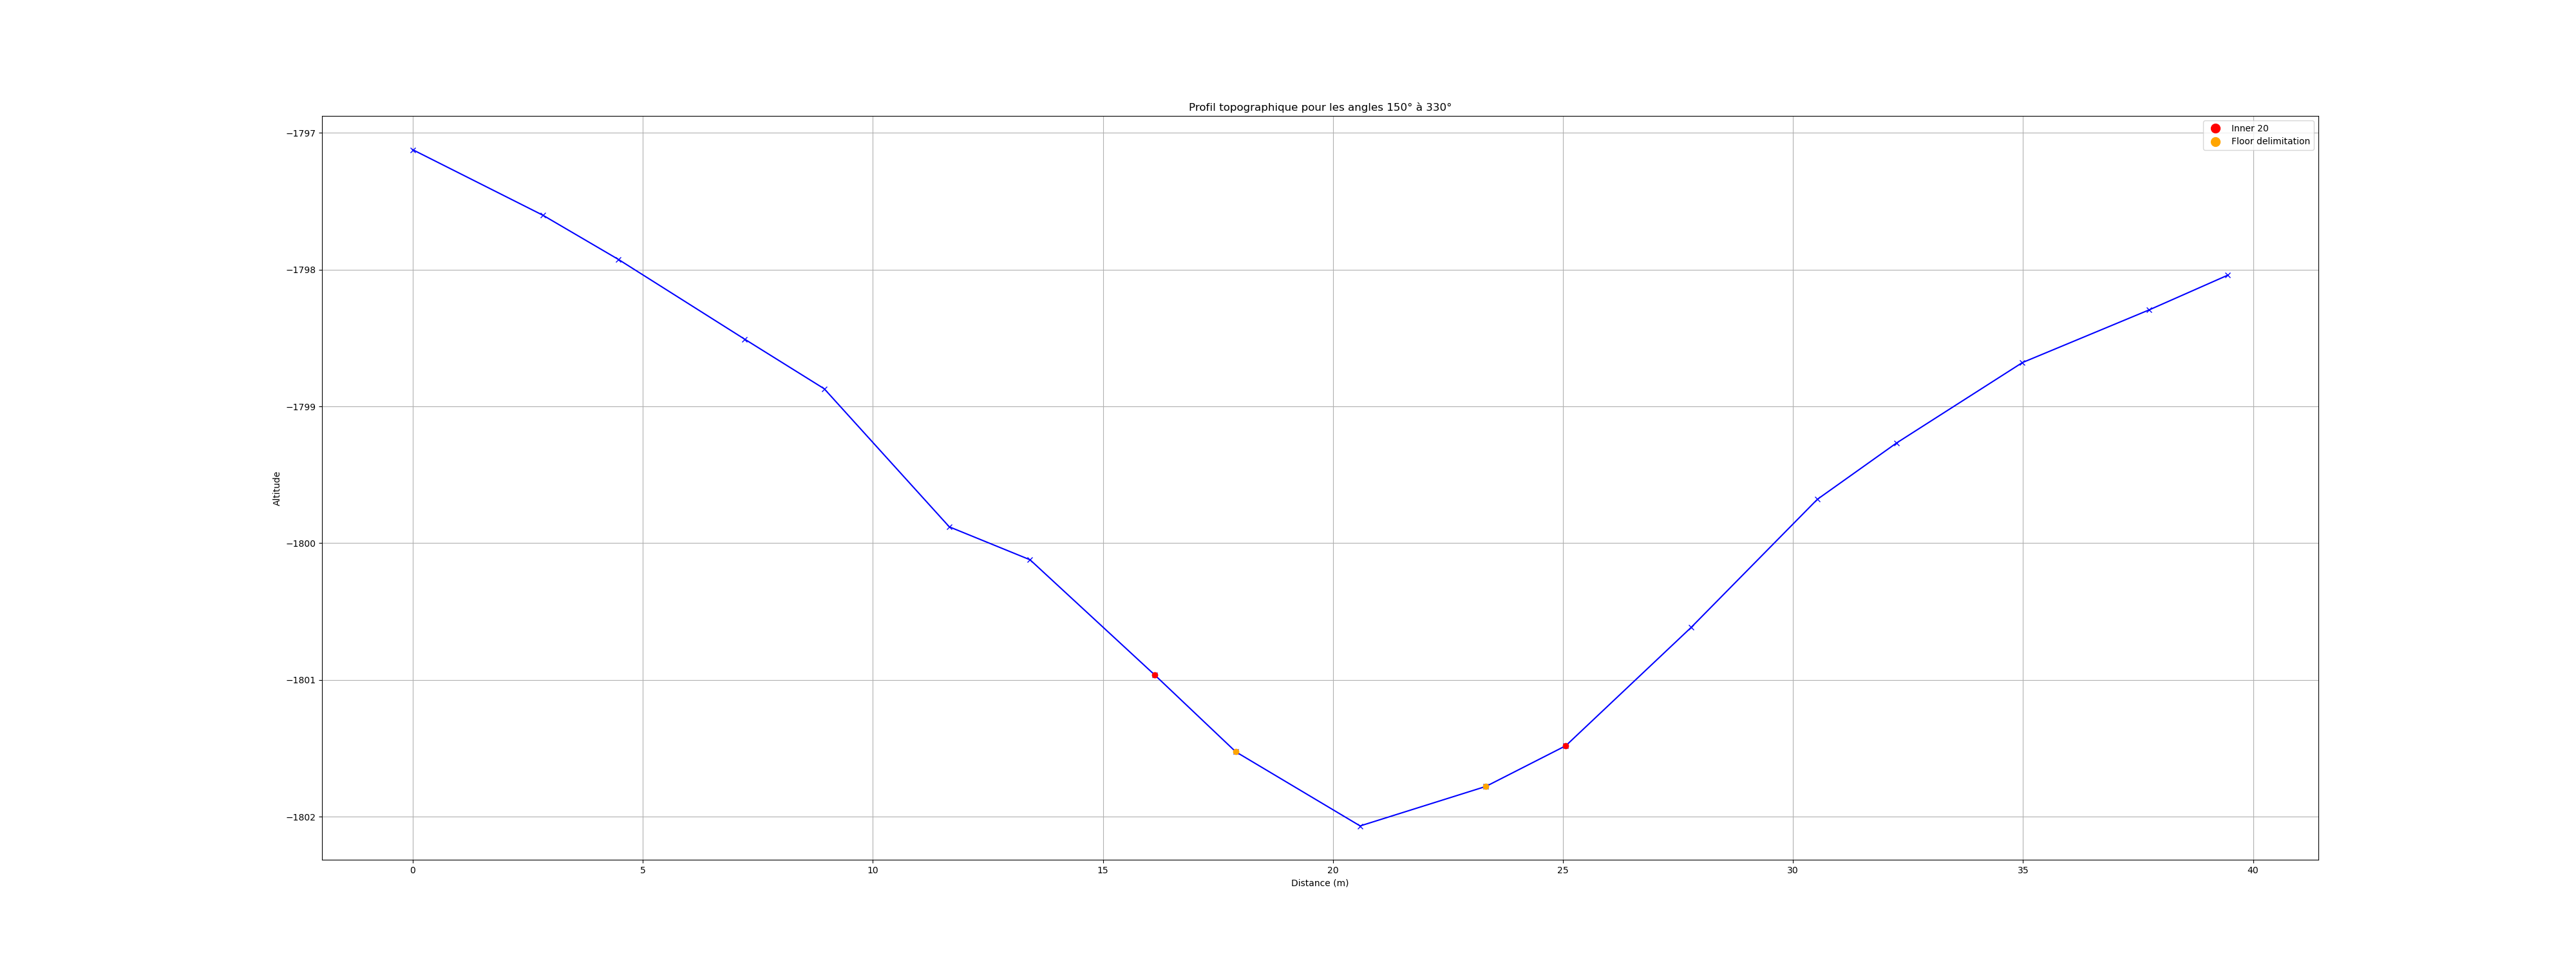 Profil topographique pour les angles 150° à 330°
Inner 20
Floor delimitation
−1797
−1798
−1799
−1800
−1801
−1802
Altitude
0 5 10 15 20 25 30 35 40
Distance (m)